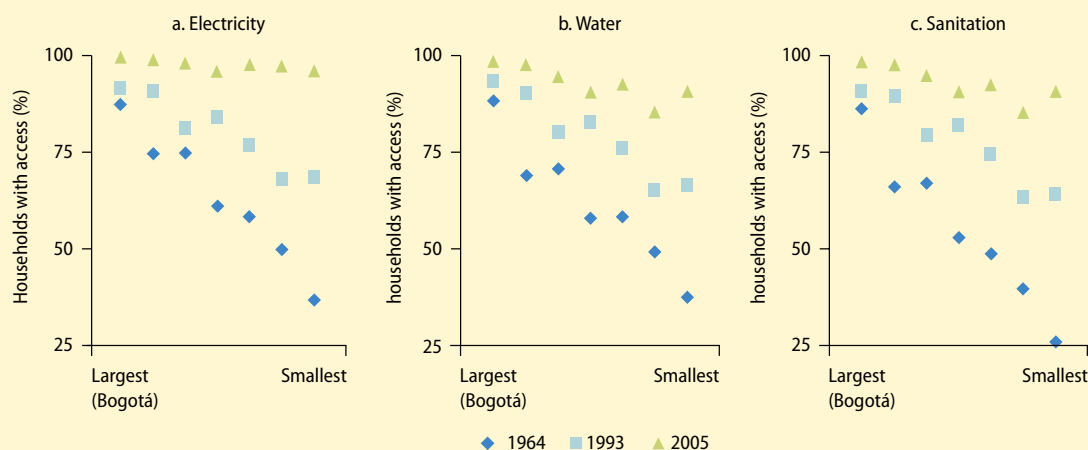 a. Electricity
Households with access (%)
100
75
50
25
Largest
(Bogotá)
Smallest
b. Water
households with access (%)
100
75
50
25
Largest
(Bogotá)
Smallest
c. Sanitation
households with access (%)
100
75
50
25
Largest
(Bogotá)
Smallest
1964 1993 2005